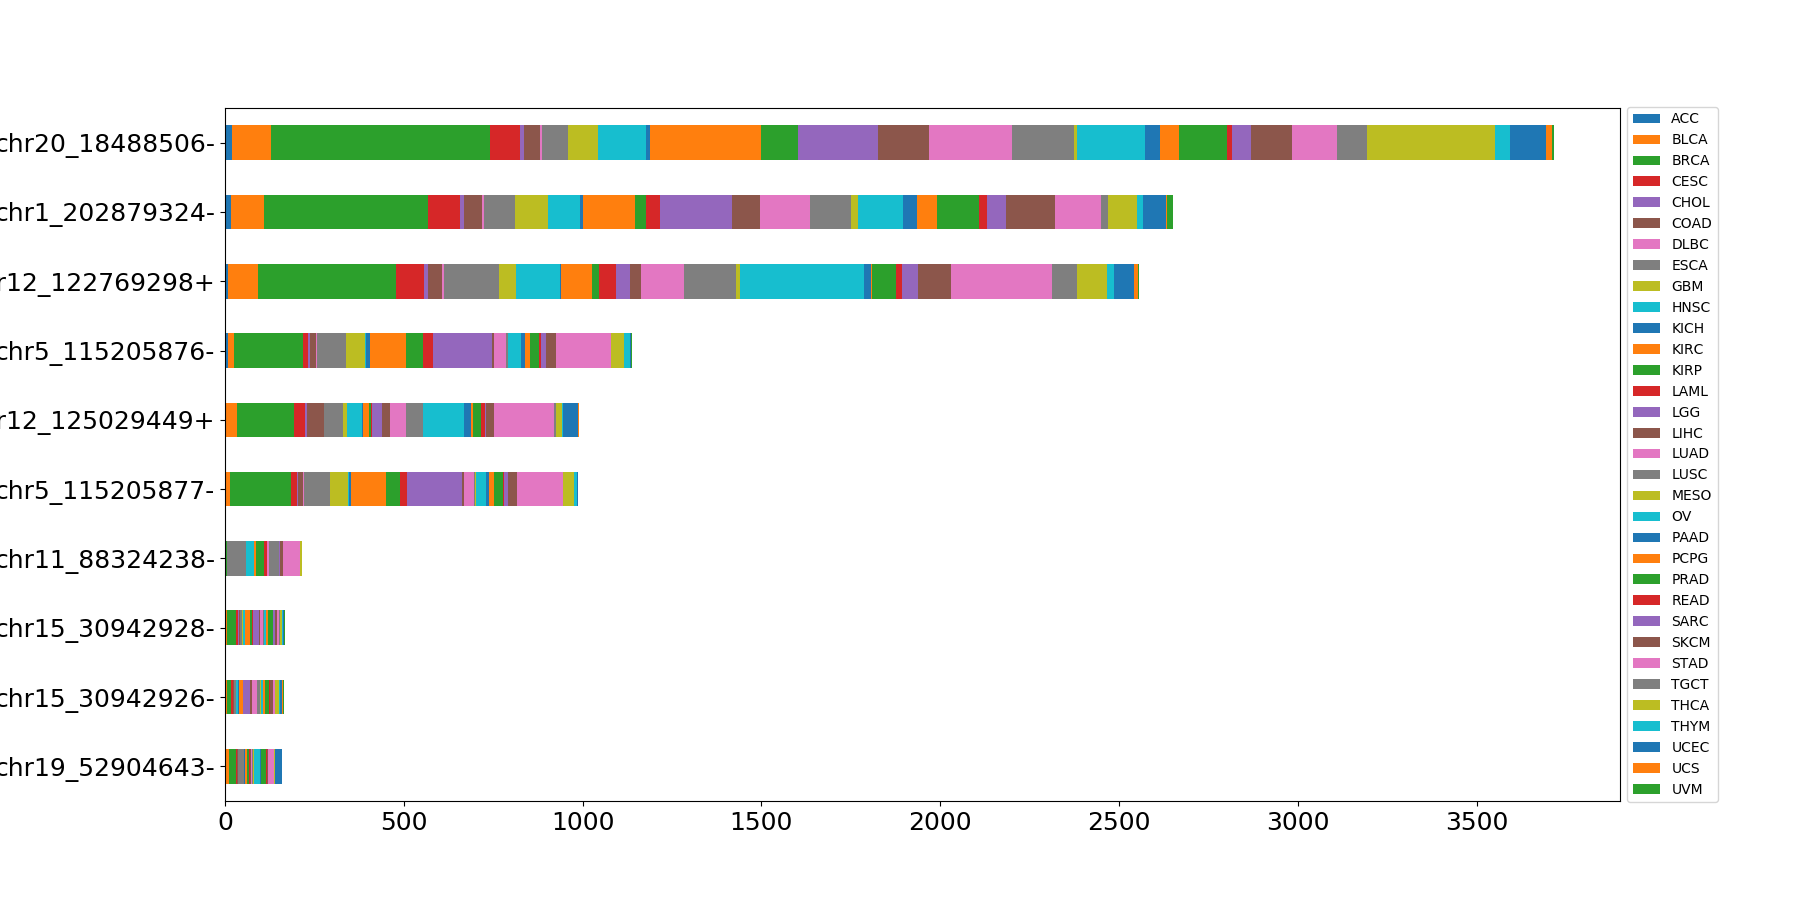 chr20_18488506-
chr1_202879324-
r12_122769298+
chr5_115205876-
r12_125029449+
chr5_115205877-
chr11_88324238-
chr15_30942928-
chr15_30942926-
chr19_52904643-
0 500 1000 1500 2000 2500 3000 3500
ACC
BLCA
BRCA
CESC
CHOL
COAD
DLBC
ESCA
GBM
HNSC
KICH
KIRC
KIRP
LAML
LGG
LIHC
LUAD
LUSC
MESO
OV
PAAD
PCPG
PRAD
READ
SARC
SKCM
STAD
TGCT
THCA
THYM
UCEC
UCS
UVM